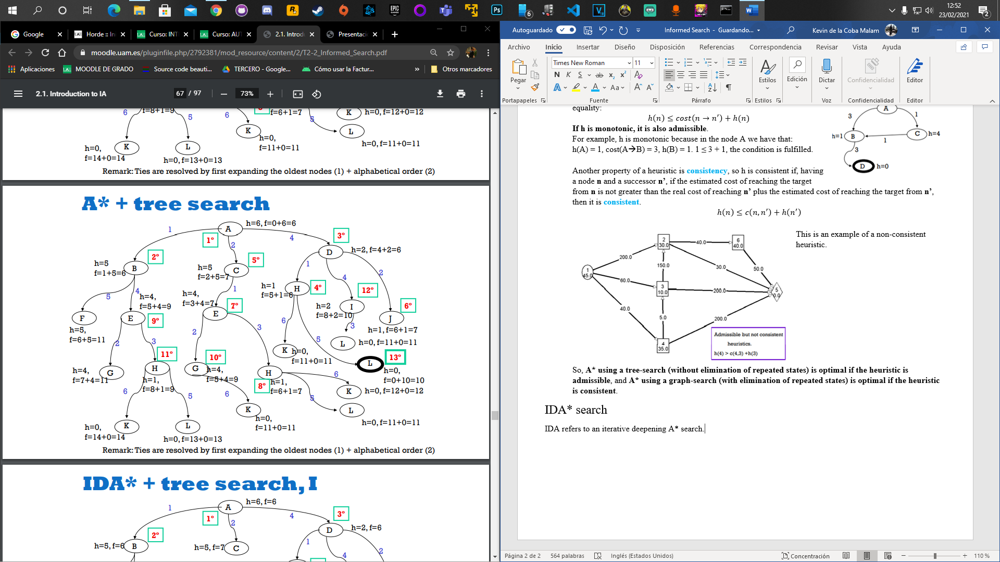 12:52
23/02/2021
6
2
Google
Horde :: In
Curso: INT
Curso: AUT
2.1. Introdu
Presentaci
moodle.uam.es/pluginfile.php/2792381/mod_resource/content/2/T2-2_Informed_Search.pdf
Aplicaciones
MOODLE DE GRADO
Source code beauti...
TERCERO - Google...
Cómo usar la Factur...
»
Otros marcadores
2.1. Introduction to IA
67 / 97
73%
6
f=8+1=9
5
6
f=6+1=7
5
K
h=0, f=12+0=12
K
h=0,
f=11+0=11
L
h=0, f=11+0=11
h=0,
f=14+0=14
K
L
h=0, f=13+0=13
Remark: Ties are resolved by first expanding the oldest nodes (1) + alphabetical order (2)
A* + tree search
A
h=6, f=0+6=6
1
1º
2
4
3º
D
h=2, f=4+2=6
h=5
f=1+5=6
B
2º
h=5
f=2+5=7
C
5º
1
4
2
h=1
f=5+1=6
H
4º
12º
5
4
h=4,
f=5+4=9
h=4,
f=3+4=7
1
E
7º
h=2
f=8+2=10
I
6º
J
h=1, f=6+1=7
F
h=5,
f=6+5=11
E
9º
2
3
2
3
6
5
3
L
h=0, f=11+0=11
K
h=0,
f=11+0=11
L
13º
h=0,
f=0+10=10
h=4,
f=7+4=11
G
11º
H
h=1,
f=8+1=9
10º
G
h=4,
f=5+4=9
H
8º
h=1,
f=6+1=7
6
K
h=0, f=12+0=12
6
5
6
5
K
h=0,
f=11+0=11
L
h=0, f=11+0=11
h=0,
f=14+0=14
K
L
h=0, f=13+0=13
Remark: Ties are resolved by first expanding the oldest nodes (1) + alphabetical order (2)
IDA* + tree search, I
A
h=6, f=6
1
1º
2
4
3º
D
h=2, f=6
2º
h=5, f=6
B
h=5, f=7
C
1
4
2
Autoguardado
Informed Search - Guardando...
Kevin de la Coba Malam
Archivo
Inicio
Insertar
Diseño
Disposición
Referencias
Correspondencia
Revisar
Vista
Ayuda
Pegar
Times New Roman
11
N K S ab x₂ x²
A A Aa A A
Estilos
Edición
Dictar
Confidencialidad
Editor
Portapapeles
Fuente
Párrafo
Estilos
Voz
Confidencialidad
Editor
equality:
h(n) ≤ cost(n → n′) + h(n)
If h is monotonic, it is also admissible.
For example, h is monotonic because in the node A we have that:
h(A) = 1, cost(A→B) = 3, h(B) = 1. 1 ≤ 3 + 1, the condition is fulfilled.
A
3
1
h=1
B
C
h=4
1
3
D
h=0
Another property of a heuristic is consistency, so h is consistent if, having
a node n and a successor n’, if the estimated cost of reaching the target
from n is not greater than the real cost of reaching n’ plus the estimated cost of reaching the target from n’,
then it is consistent.
h(n) ≤ c(n, n′) + h(n′)
This is an example of a non-consistent
heuristic.
2
30.0
40.0
6
40.0
200.0
150.0
30.0
50.0
1
45.0
60.0
3
10.0
200.0
5
0.0
40.0
5.0
200.0
4
35.0
Admissible but not consistent
heuristics.
h(4) > c(4,3) +h(3)
So, A* using a tree-search (without elimination of repeated states) is optimal if the heuristic is
admissible, and A* using a graph-search (with elimination of repeated states) is optimal if the heuristic
is consistent.
IDA* search
IDA refers to an iterative deepening A* search.
Página 2 de 2
564 palabras
Inglés (Estados Unidos)
Concentración
110 %